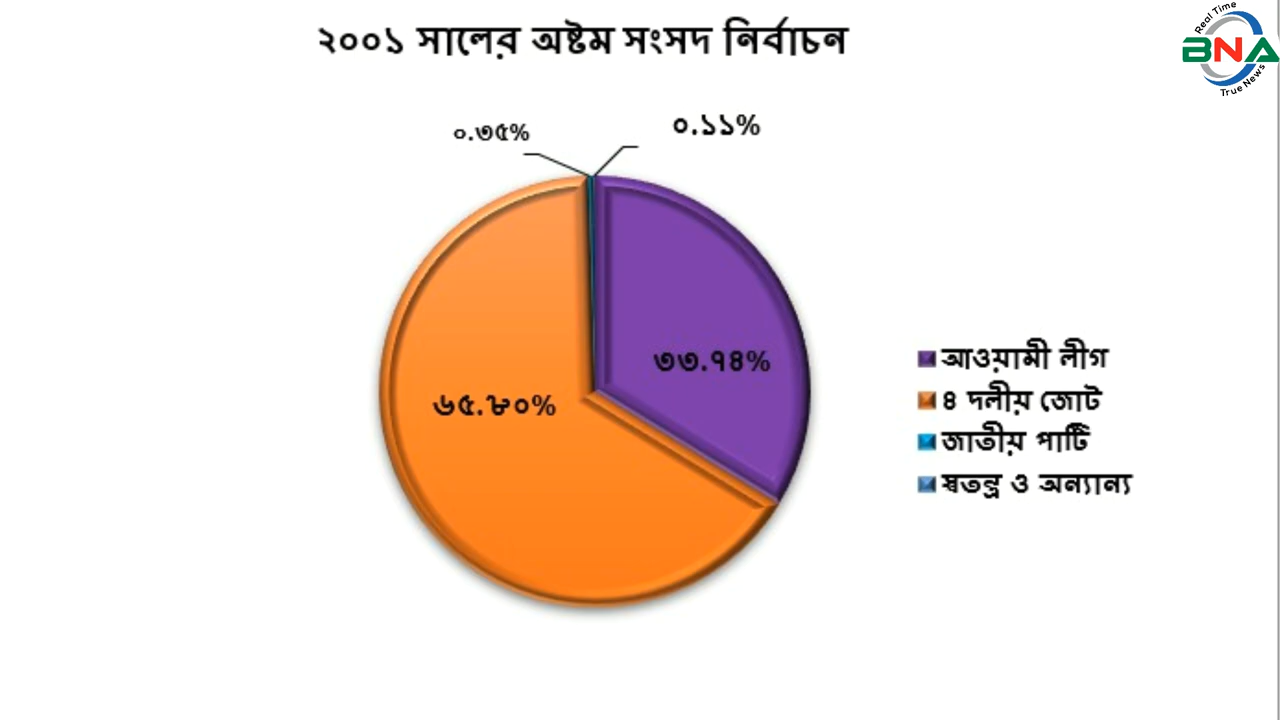 ২০০১ সালের অষ্টম সংসদ নির্বাচন
Real Time
BNA
True News
০.৩৫%
০.১১%
৩৩.৭৪%
৬৫.৮০%
আওয়ামী লীগ
৪ দলীয় জোট
জাতীয় পার্টি
স্বতন্ত্র ও অন্যান্য